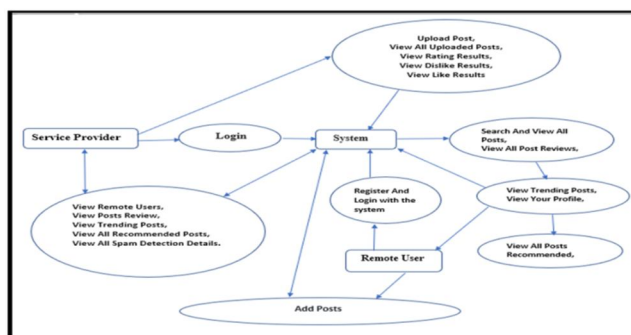 Upload Post,
View All Uploaded Posts,
View Rating Results,
View Dislike Results,
View Like Results
Service Provider
Login
System
Search And View All
Posts,
View All Post Reviews,
Register And
Login with the
system
View Trending Posts,
View Your Profile,
View Remote Users,
View Posts Review,
View Trending Posts,
View All Recommended Posts,
View All Spam Detection Details.
View All Posts
Recommended,
Remote User
Add Posts